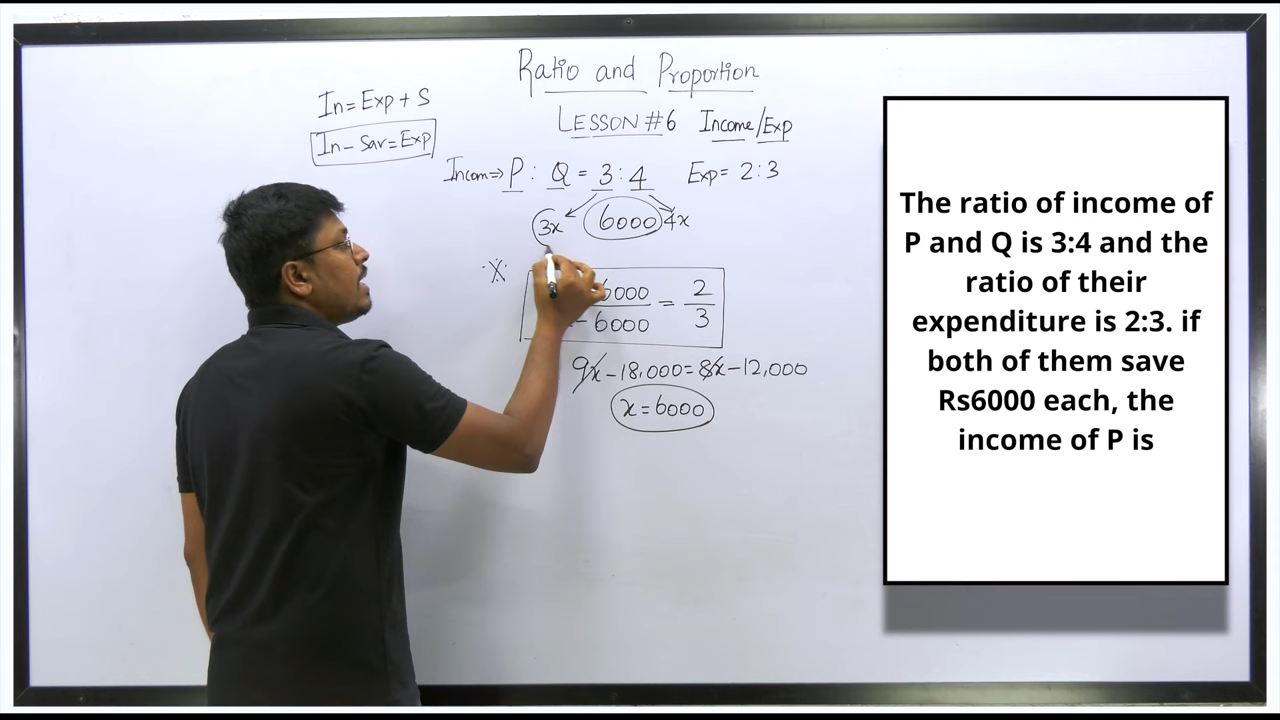 Ratio and Proportion
In = Exp + S
LESSON #6 Income/Exp
In - Sav = Exp
Incom => P : Q = 3 : 4 Exp = 2 : 3
3x 6000 4x
6000 = 2
- 6000 3
9x - 18,000 = 8x - 12,000
x = 6000
The ratio of income of
P and Q is 3:4 and the
ratio of their
expenditure is 2:3. if
both of them save
Rs6000 each, the
income of P is